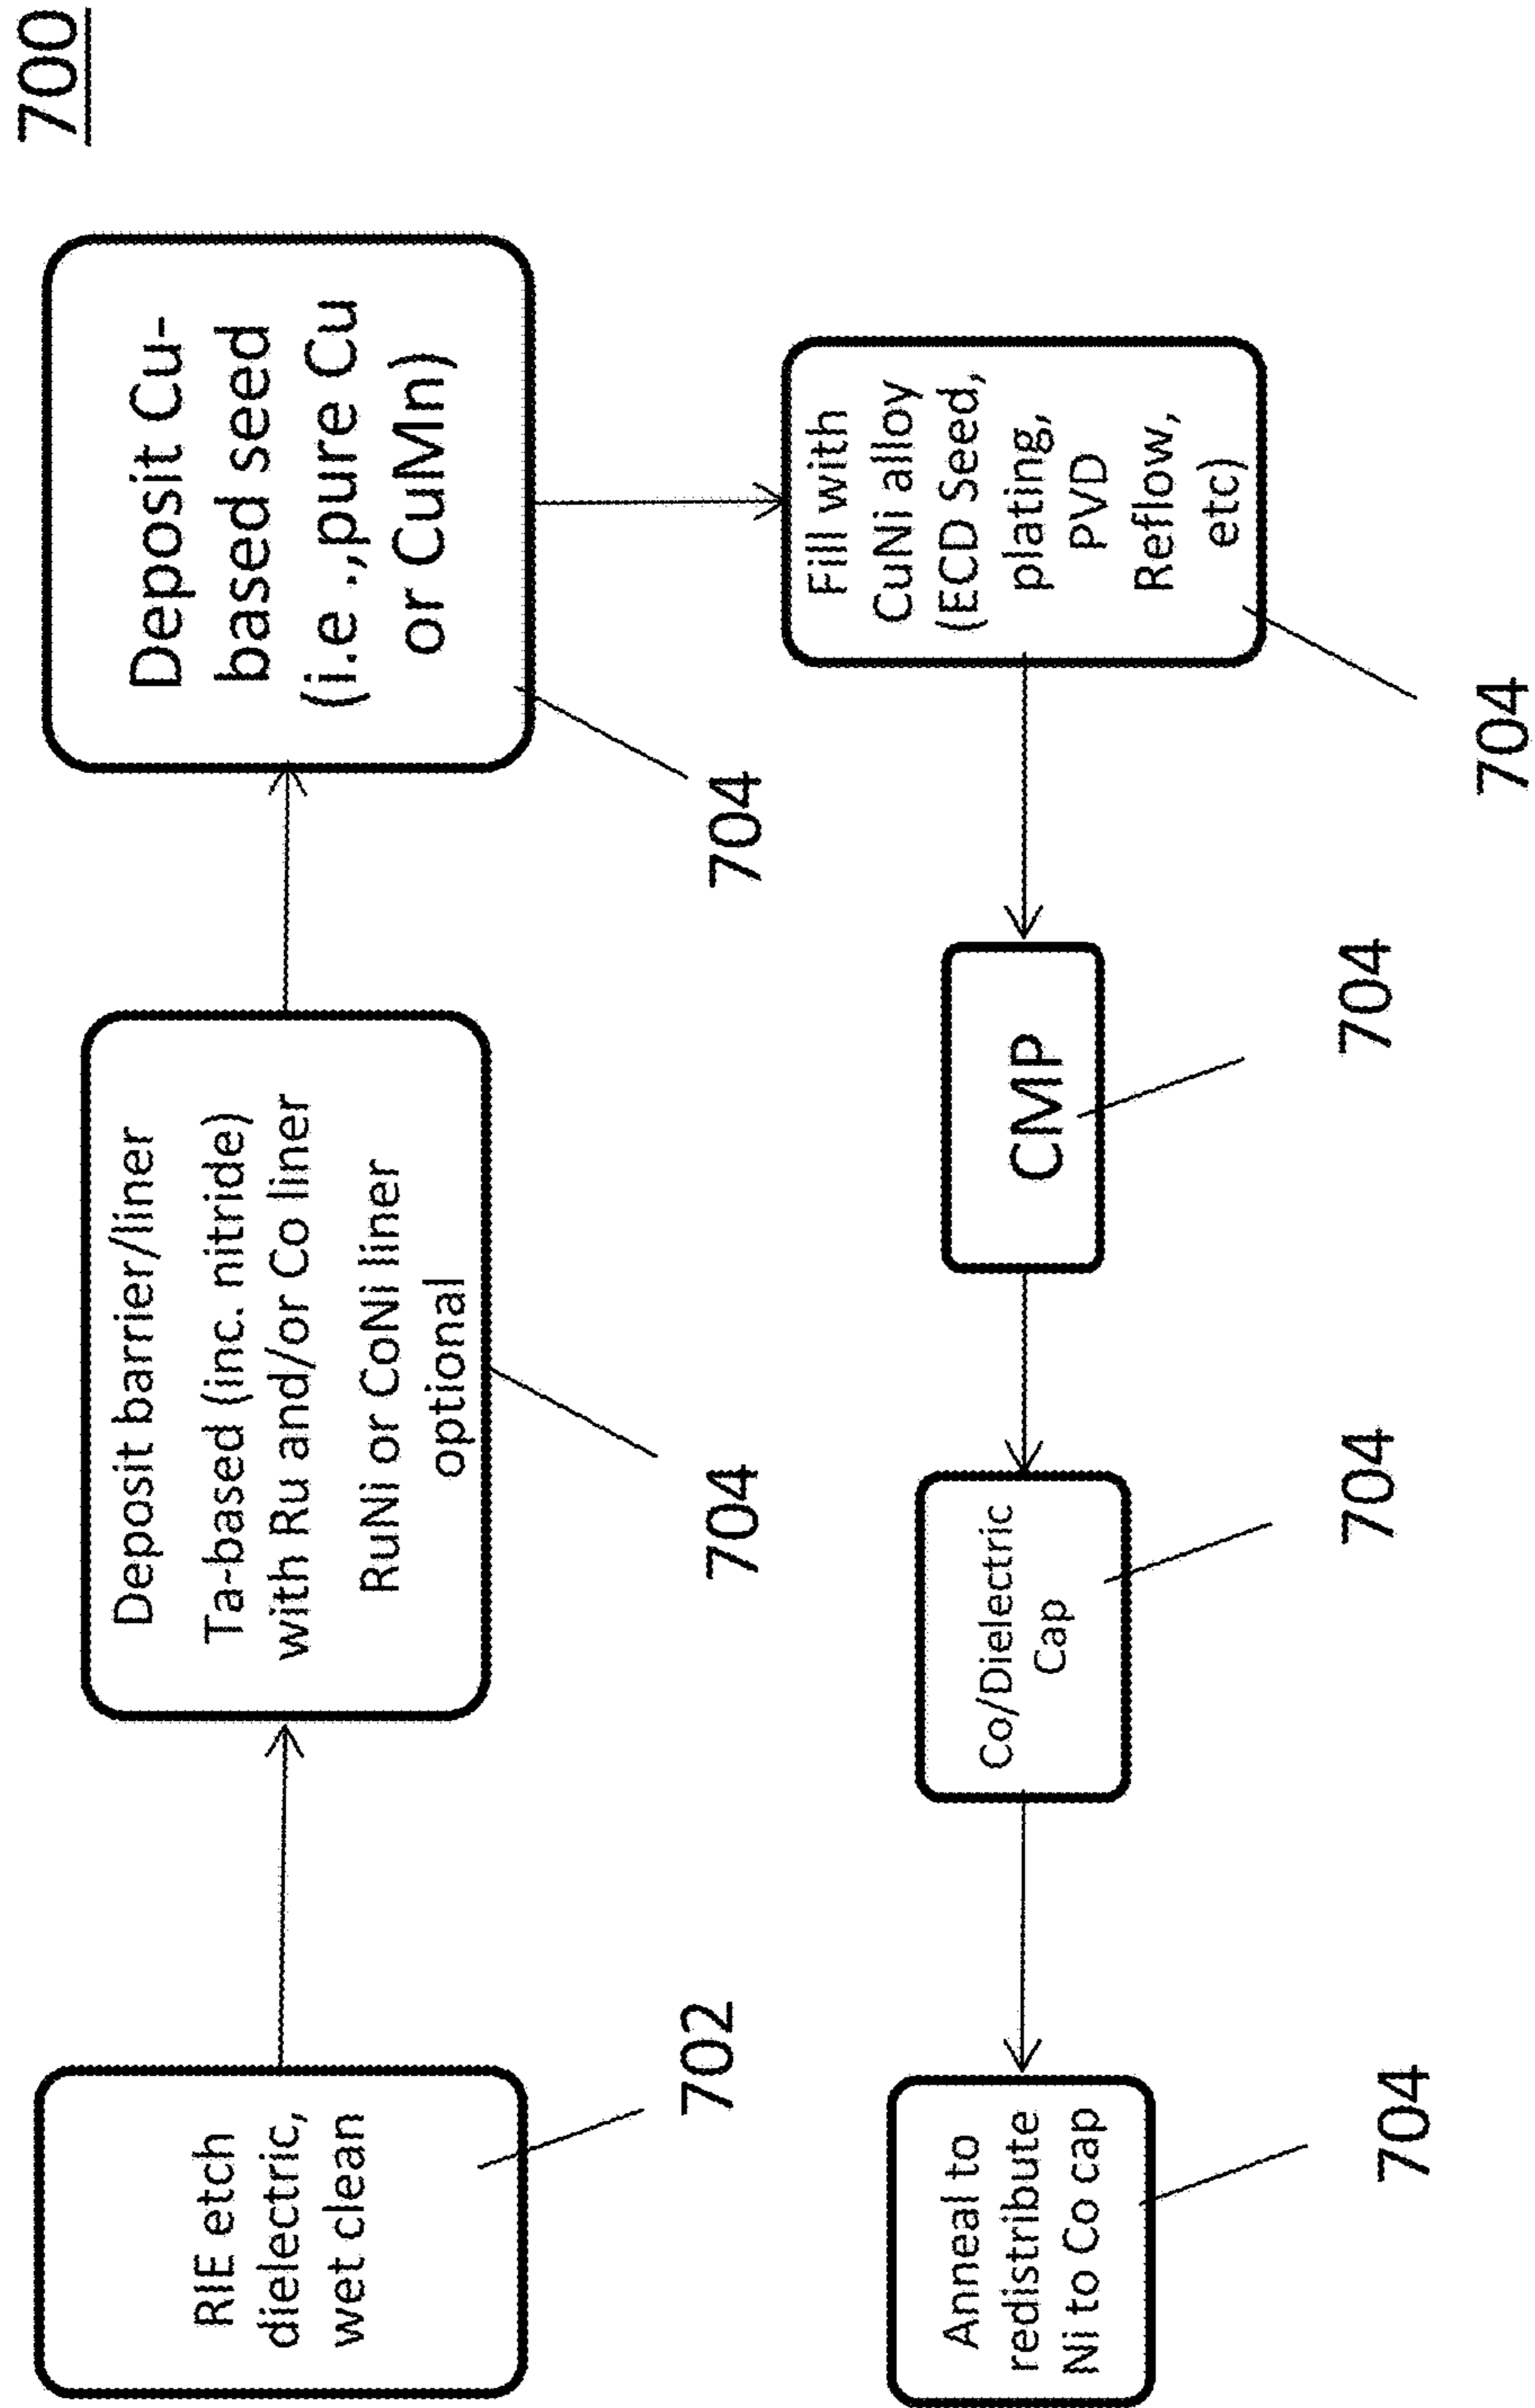 700
RIE etch
dielectric,
wet clean
702
Deposit barrier/liner
Ta-based (inc. nitride)
with Ru and/or Co liner
RuNi or CoNi liner
optional
704
Deposit Cu-
based seed
(i.e .,pure Cu
or CuMn)
704
Fill with
CuNi alloy
(ECD Seed,
plating,
PVD
Reflow,
etc)
704
CMP
704
Co/Dielectric
Cap
704
Anneal to
redistribute
Ni to Co cap
704